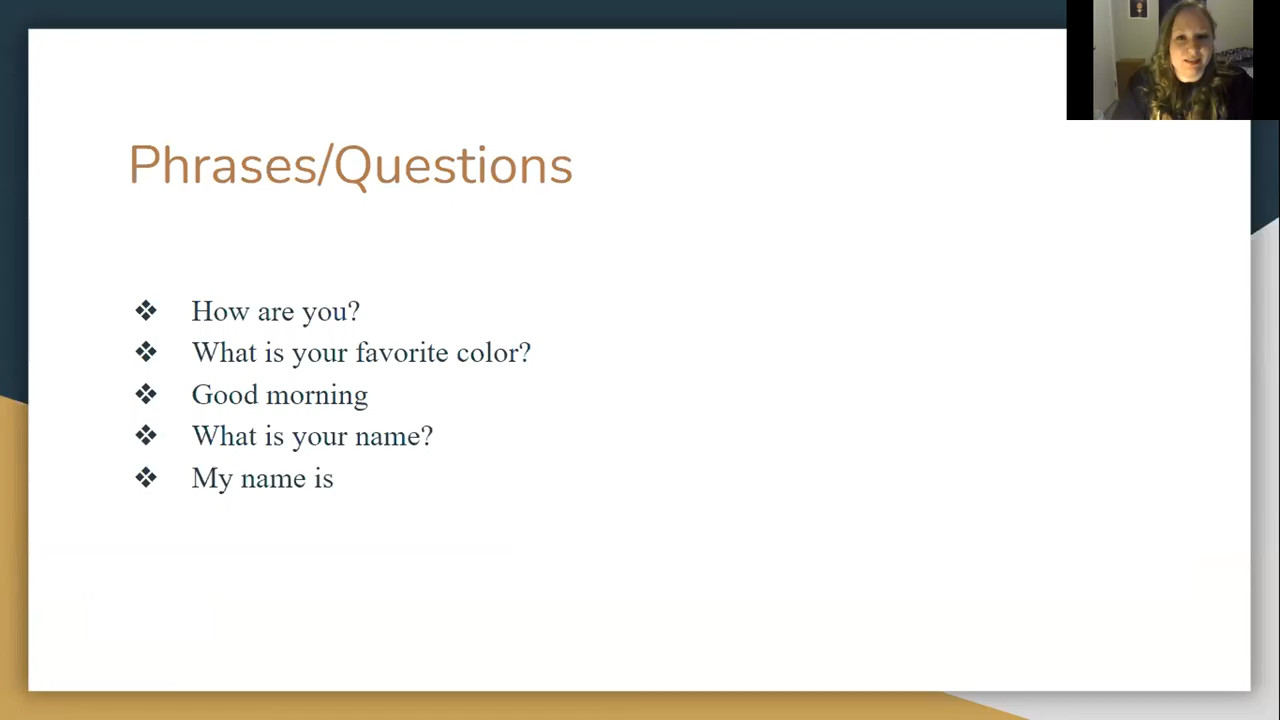 Phrases/Questions
❖ How are you?
❖ What is your favorite color?
❖ Good morning
❖ What is your name?
❖ My name is